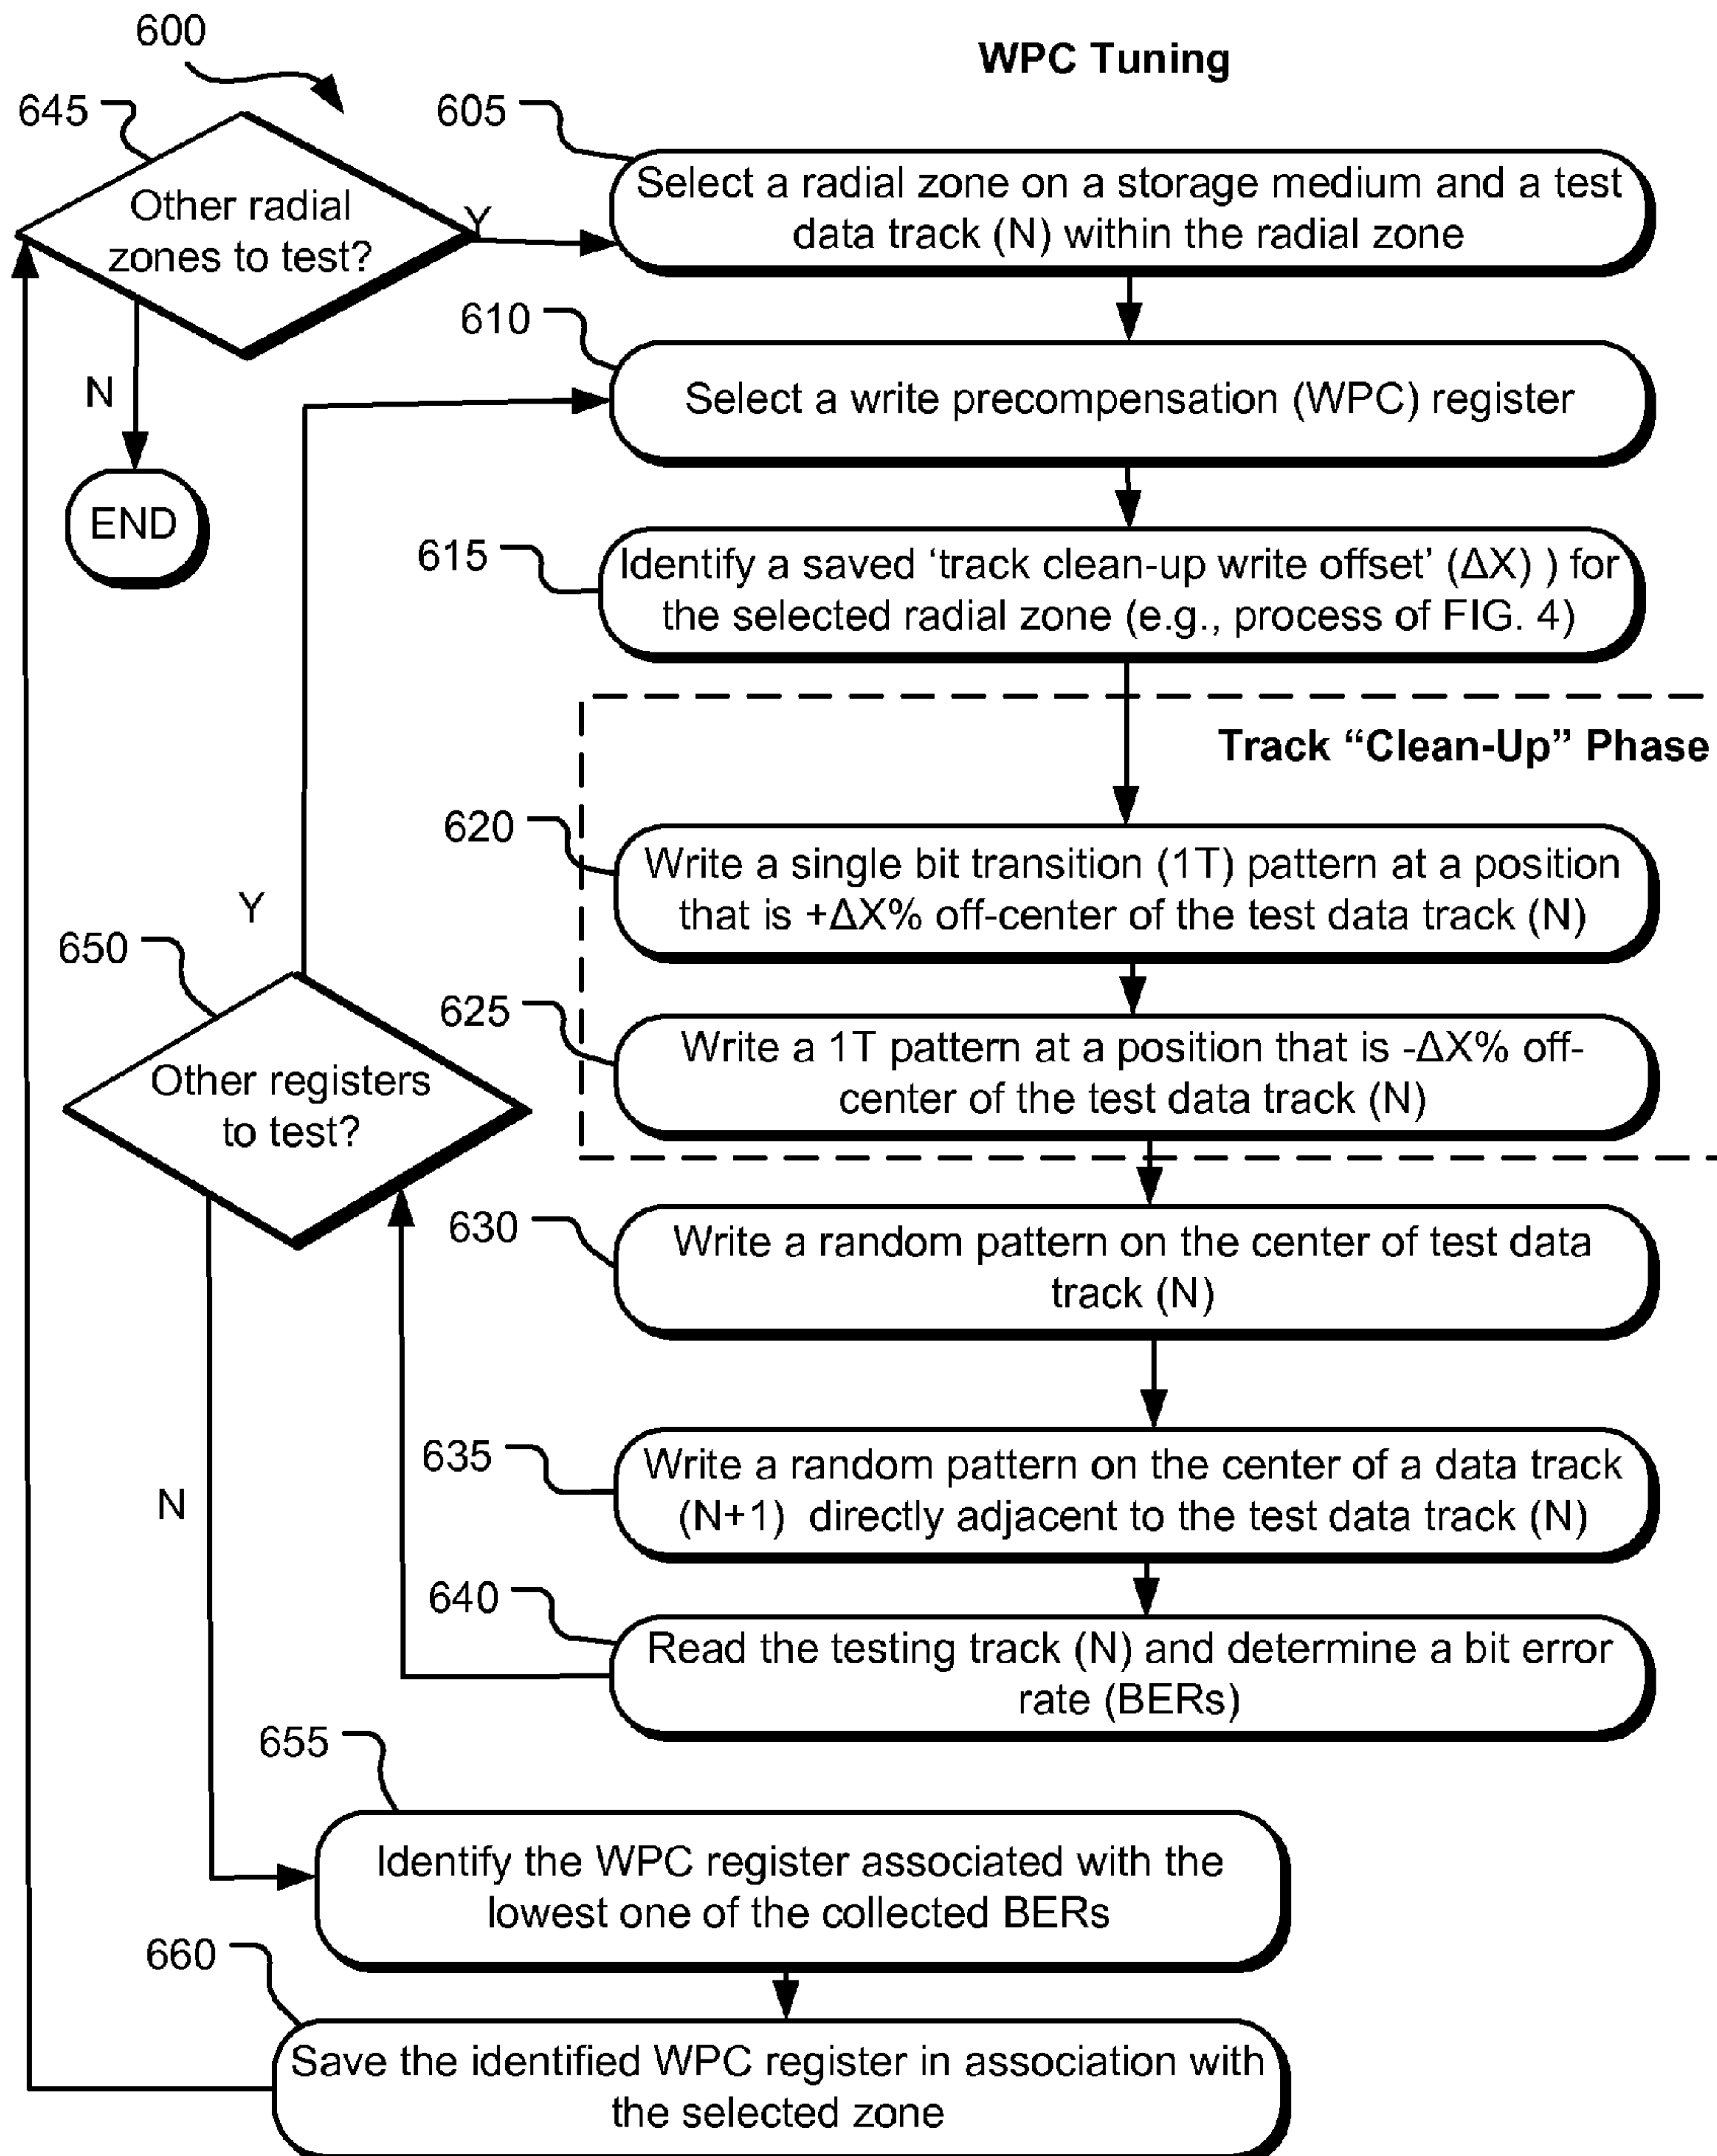 600
WPC Tuning
645
605
Other radial
zones to test?
Y
Select a radial zone on a storage medium and a test
data track (N) within the radial zone
610
N
Select a write precompensation (WPC) register
END
615
Identify a saved ‘track clean-up write offset’ (ΔX) ) for
the selected radial zone (e.g., process of FIG. 4)
Track “Clean-Up” Phase
620
Write a single bit transition (1T) pattern at a position
that is +ΔX% off-center of the test data track (N)
Y
650
625
Write a 1T pattern at a position that is -ΔX% off-
center of the test data track (N)
Other registers
to test?
630
Write a random pattern on the center of test data
track (N)
635
Write a random pattern on the center of a data track
(N+1)  directly adjacent to the test data track (N)
N
640
Read the testing track (N) and determine a bit error
rate (BERs)
655
Identify the WPC register associated with the
lowest one of the collected BERs
660
Save the identified WPC register in association with
the selected zone